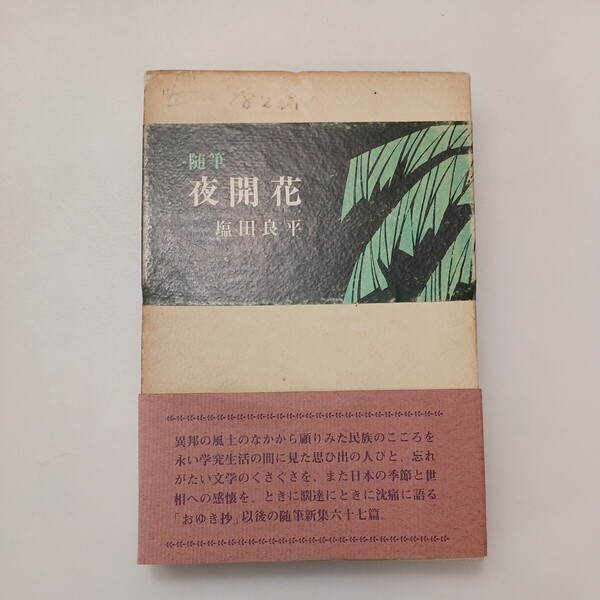 随筆
夜開花
塩田良平
異邦の風土のなかから顧りみた民族のこころを
永い学究生活の間に見た思ひ出の人びと、忘れ
がたい文学のくさぐさを、また日本の季節と世
相への感懐を。ときに闊達にときに沈痛に語る
「おゆき抄」以後の随筆新集六十七篇。